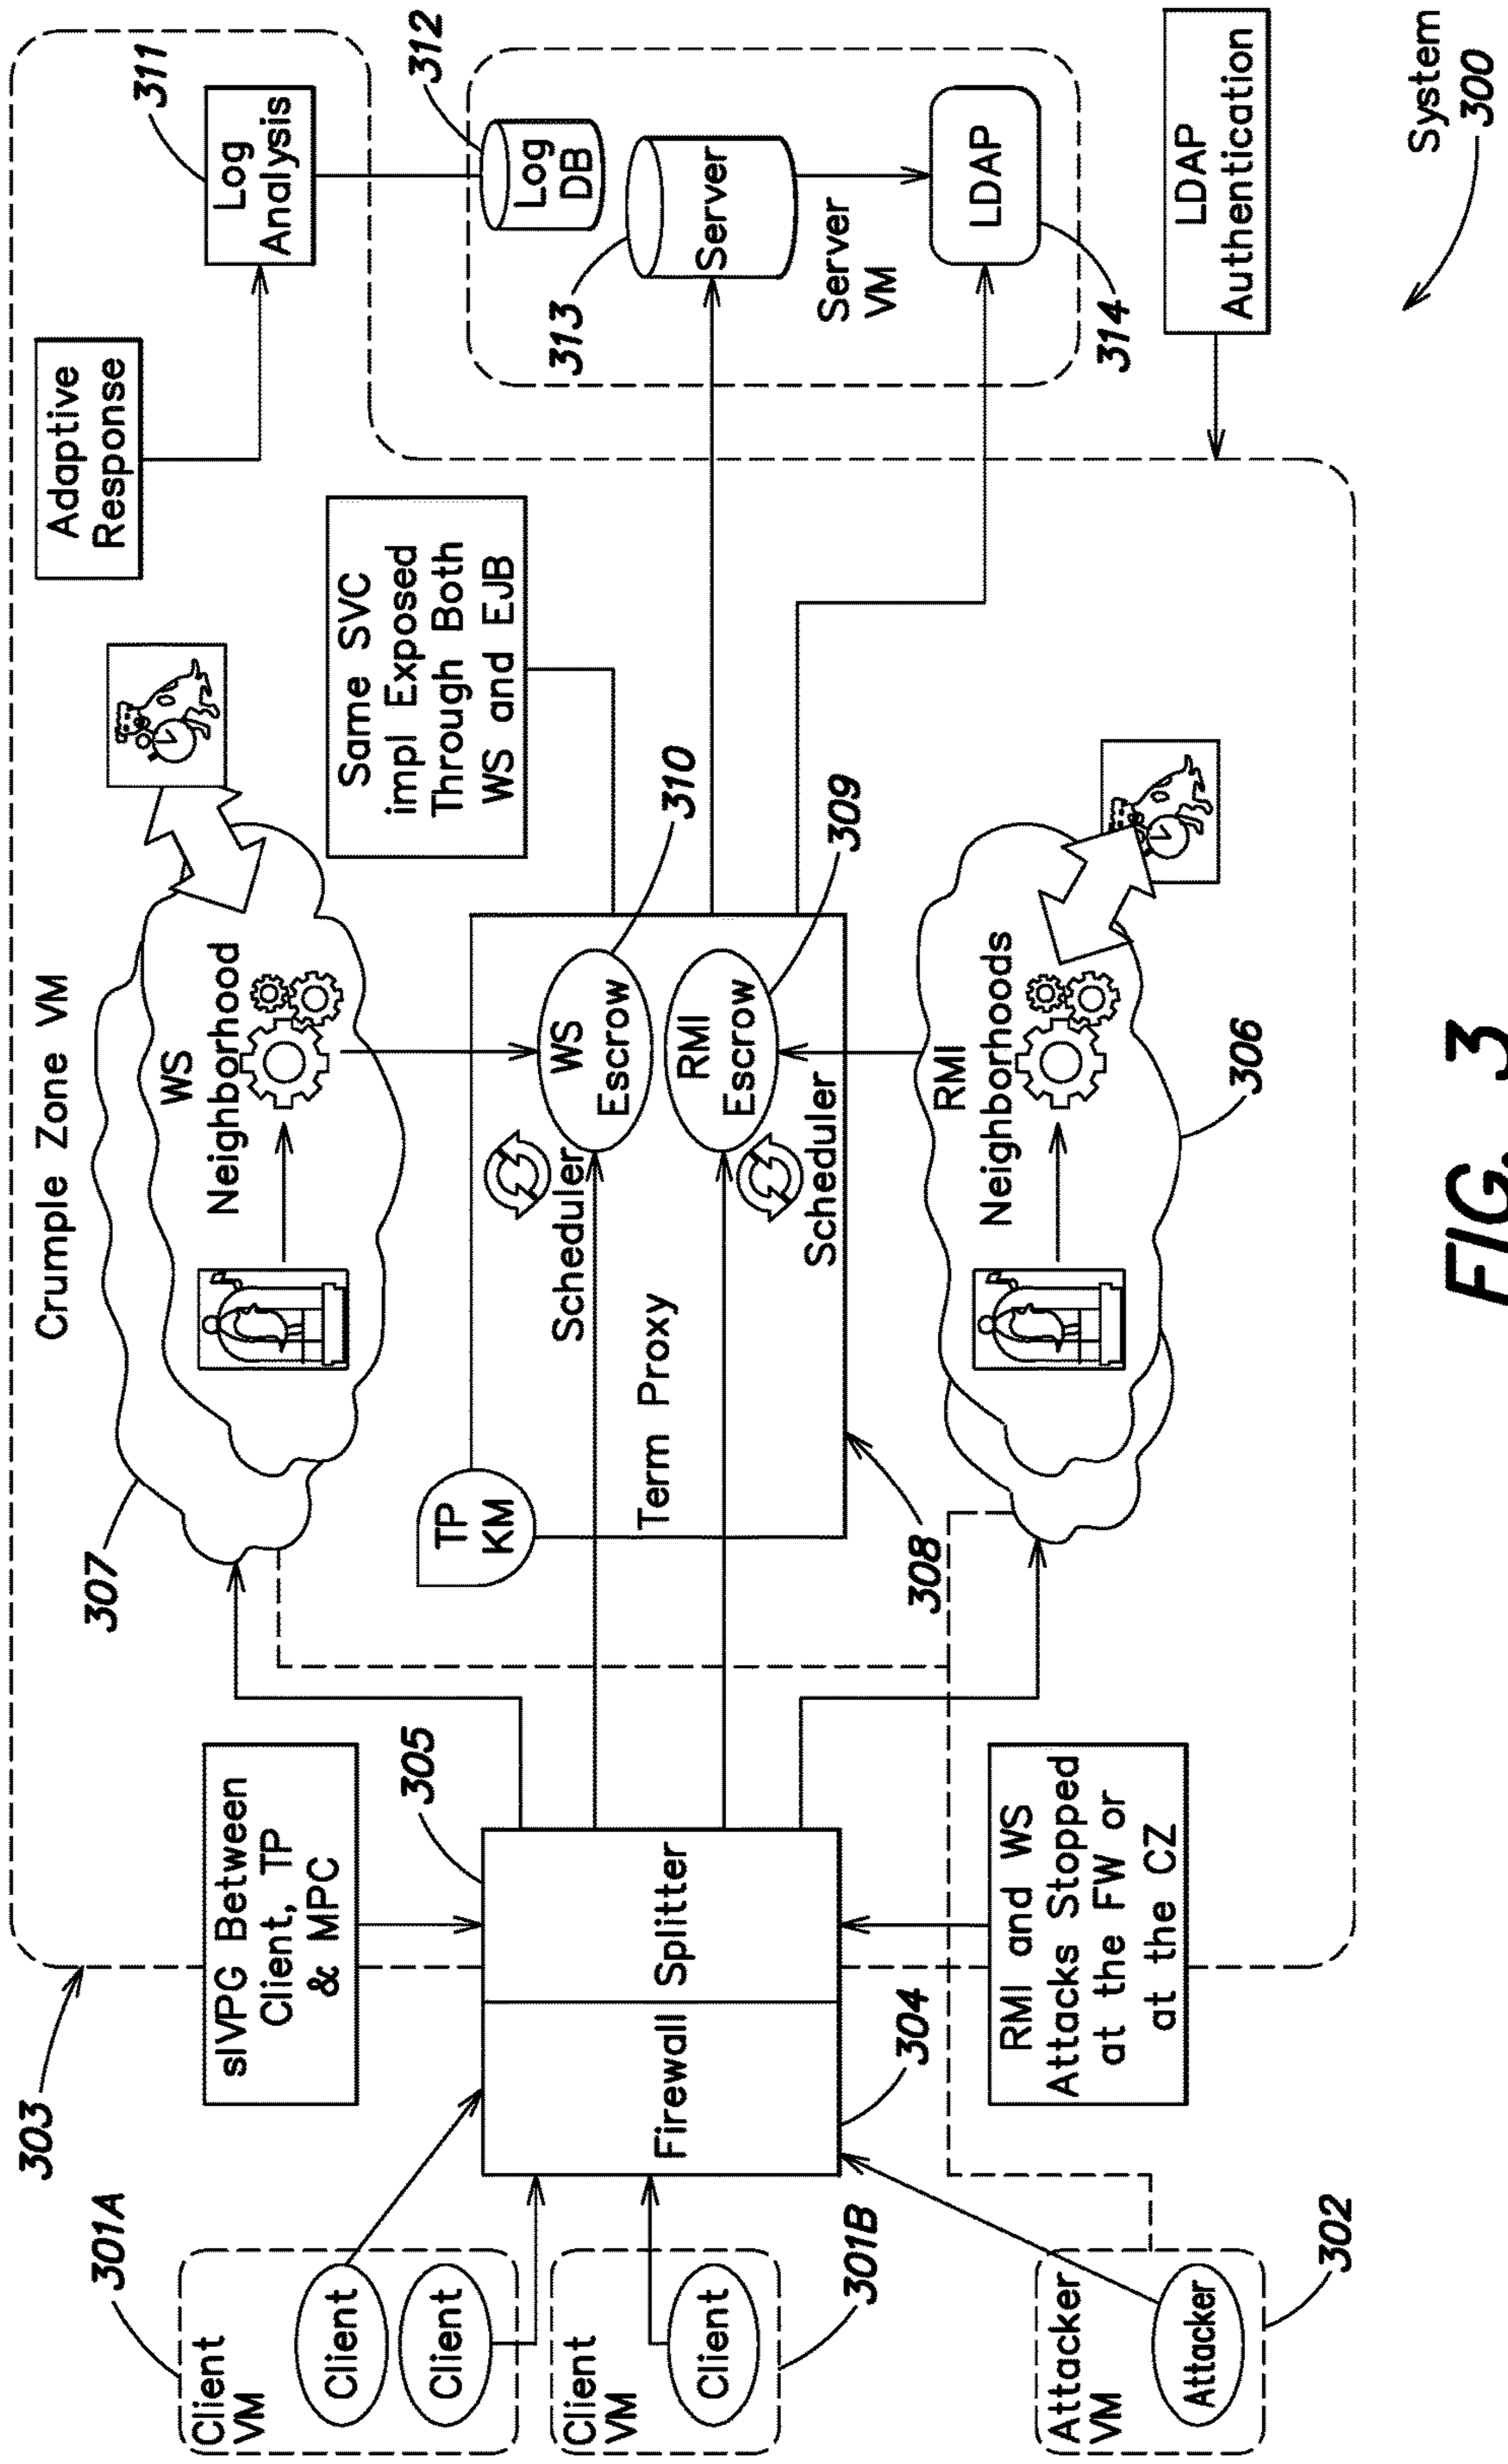 303
Crumple Zone VM
Adaptive
Response
311
Log
Analysis
301A
Client
VM
Client
Client
sIVPG Between
Client, TP
& MPC
307
WS
Neighborhood
Same SVC
impl Exposed
Through Both
WS and EJB
312
Log
DB
305
TP
KM
Scheduler
WS
Escrow
310
313
Server
Server
VM
Client
VM
Client
301B
Firewall
Splitter
Term Proxy
RMI
Escrow
309
Scheduler
LDAP
314
304
308
RMI and WS
Attacks Stopped
at the FW or
at the CZ
RMI
Neighborhoods
306
LDAP
Authentication
Attacker
VM
Attacker
302
System
300
FIG. 3